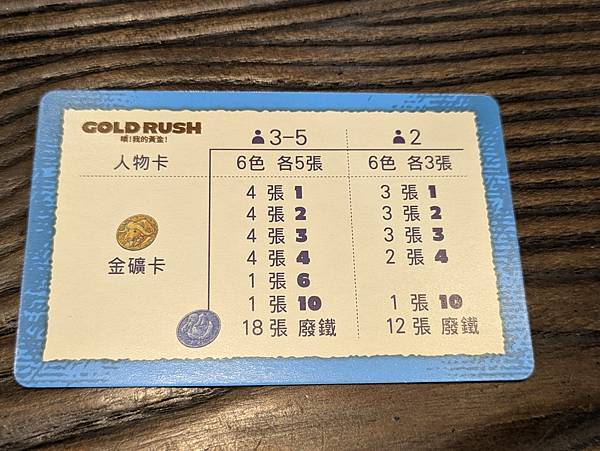 GOLD RUSH
嘖!我的黃金!
3-5
2
人物卡
6色 各5張
6色 各3張
4 張 1
3 張 1
4 張 2
3 張 2
4 張 3
3 張 3
4 張 4
2 張 4
金礦卡
1 張 6
1 張 10
1 張 10
18 張 廢鐵
12 張 廢鐵